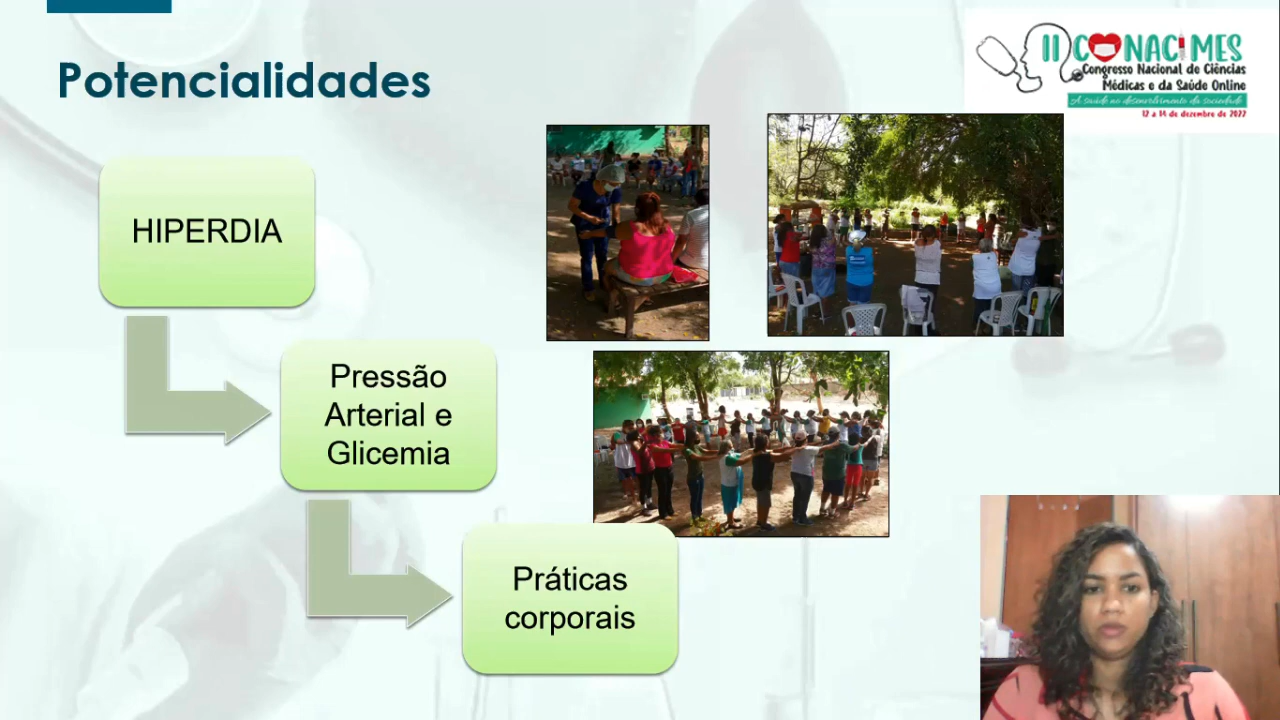 Potencialidades
II CONACIMES
Congresso Nacional de Ciências
Médicas e da Saúde Online
A saúde no desenvolvimento da sociedade
12 a 14 de dezembro de 2022
HIPERDIA
Pressão
Arterial e
Glicemia
Práticas
corporais